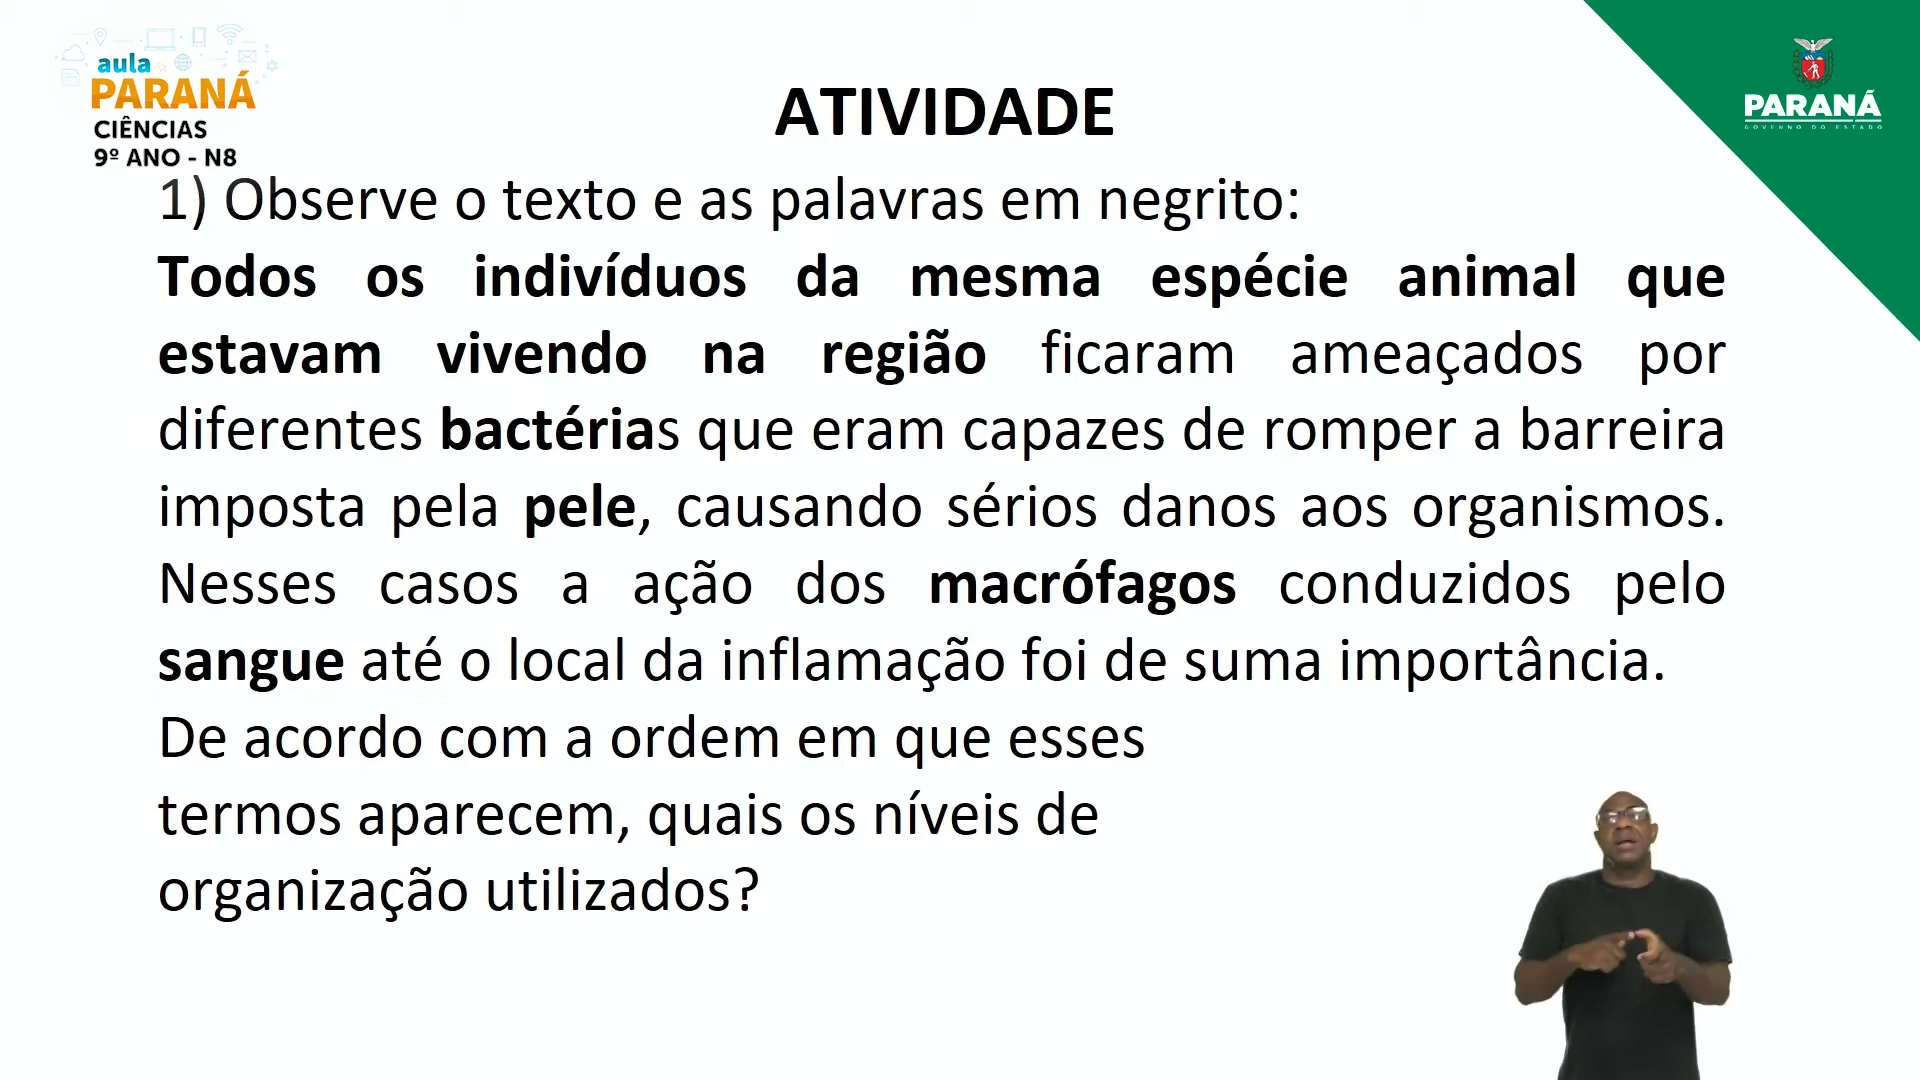 aula
PARANÁ
CIÊNCIAS
9º ANO - N8
PARANÁ
GOVERNO DO ESTADO
ATIVIDADE
1) Observe o texto e as palavras em negrito:
Todos os indivíduos da mesma espécie animal que
estavam vivendo na região ficaram ameaçados por
diferentes bactérias que eram capazes de romper a barreira
imposta pela pele, causando sérios danos aos organismos.
Nesses casos a ação dos macrófagos conduzidos pelo
sangue até o local da inflamação foi de suma importância.
De acordo com a ordem em que esses
termos aparecem, quais os níveis de
organização utilizados?